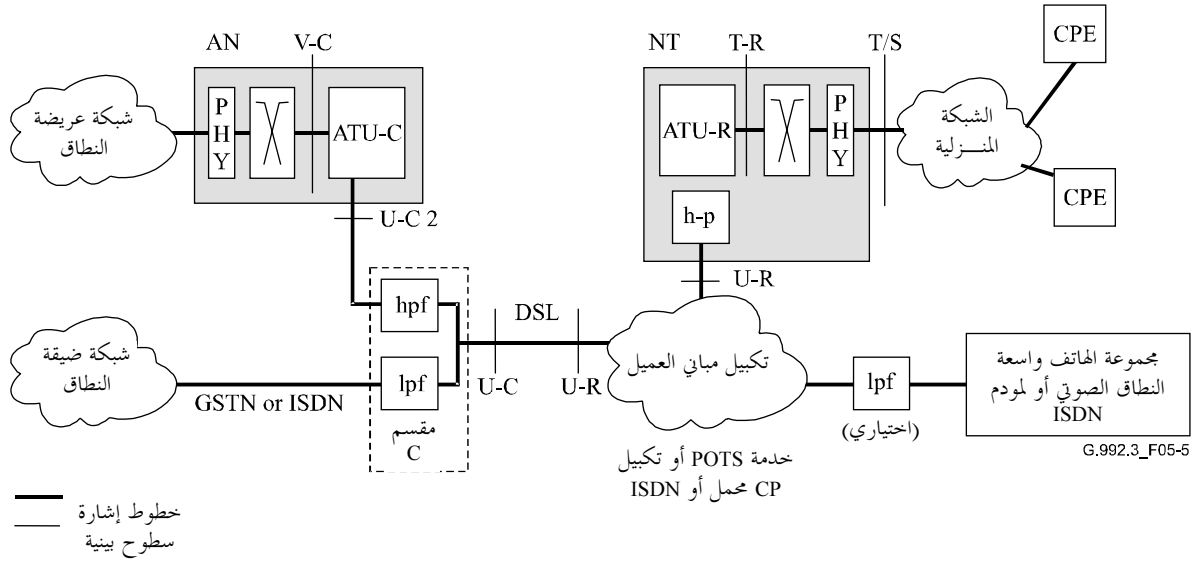 AN
V-C
NT
T-R
T/S
CPE
شبكة عريضة
النطاق
P
H
Y
ATU-C
ATU-R
P
H
Y
الشبكة
المنـــزلية
CPE
U-C 2
h-p
U-R
hpf
DSL
شبكة ضيقة
النطاق
GSTN or ISDN
lpf
U-C
U-R
تكبيل مباني العميل
lpf
(اختياري)
مجموعة الهاتف واسعة
النطاق الصوتي أو لمودم
ISDN
مقسم
C
G.992.3_F05-5
خدمة POTS أو تكبيل
CP محمل أو ISDN
خطوط إشارة
سطوح بينية